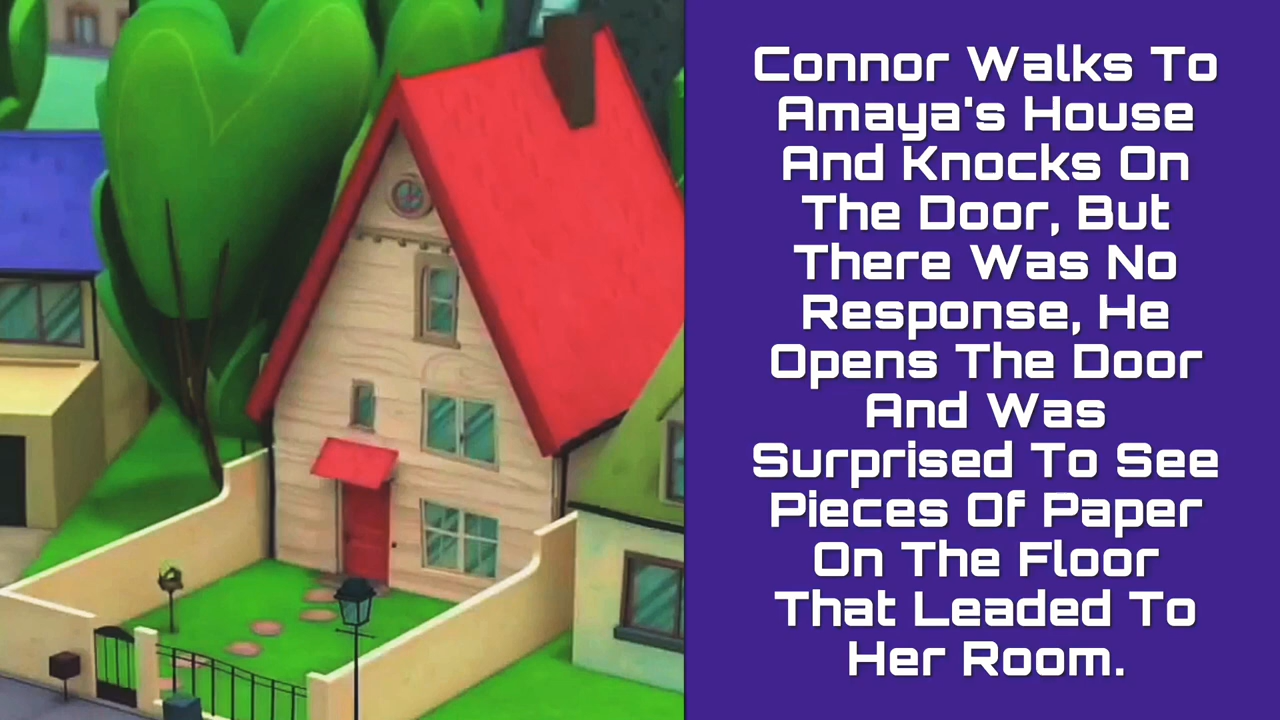 Connor Walks To
Amaya's House
And Knocks On
The Door, But
There Was No
Response, He
Opens The Door
And Was
Surprised To See
Pieces Of Paper
On The Floor
That Leaded To
Her Room.